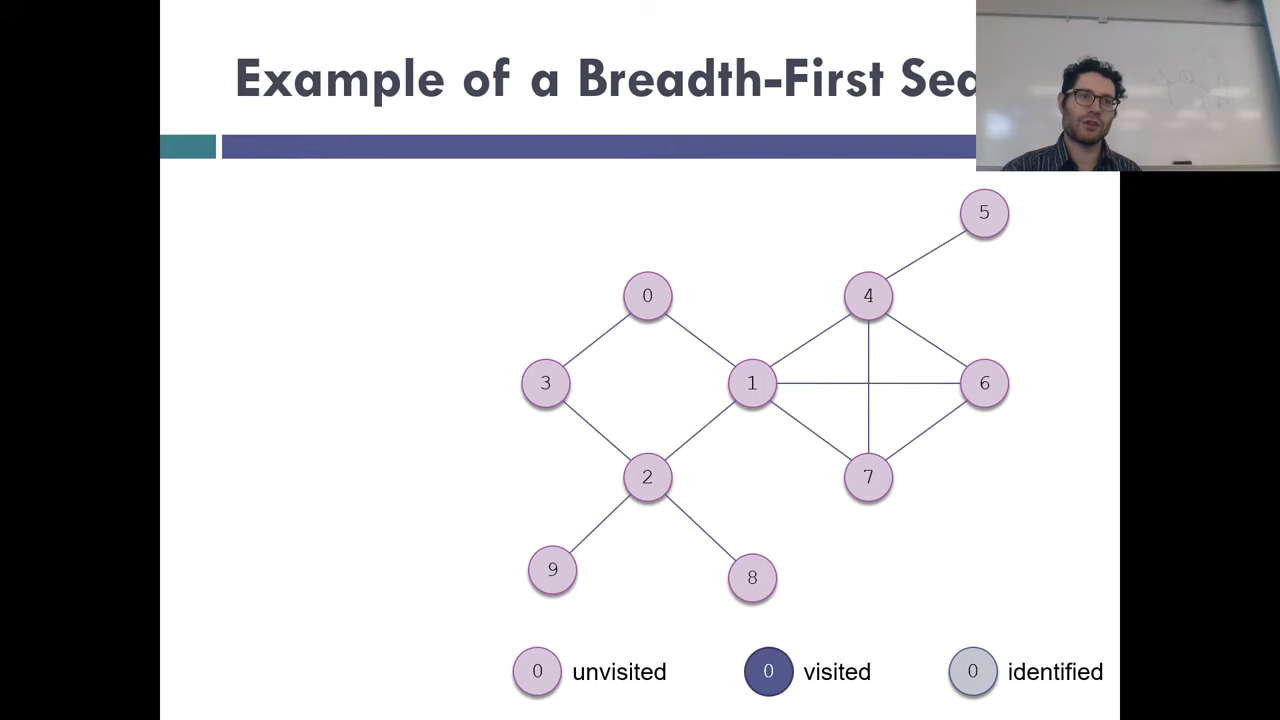 Example of a Breadth-First Sea
5
0
4
3
1
6
2
7
9
8
0 unvisited
0 visited
0 identified